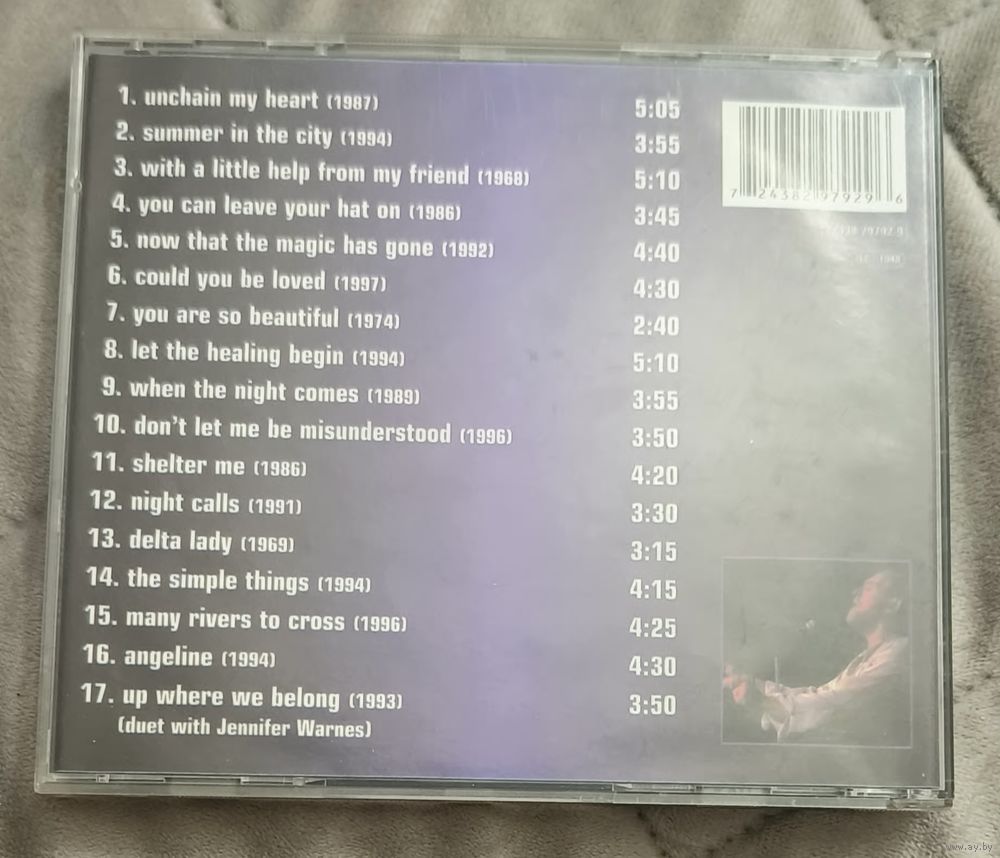 1. unchain my heart (1987) 5:05
2. summer in the city (1994) 3:55
3. with a little help from my friend (1968) 5:10
4. you can leave your hat on (1986) 3:45
5. now that the magic has gone (1992) 4:40
6. could you be loved (1997) 4:30
7. you are so beautiful (1974) 2:40
8. let the healing begin (1994) 5:10
9. when the night comes (1989) 3:55
10. don't let me be misunderstood (1996) 3:50
11. shelter me (1986) 4:20
12. night calls (1991) 3:30
13. delta lady (1969) 3:15
14. the simple things (1994) 4:15
15. many rivers to cross (1996) 4:25
16. angeline (1994) 4:30
17. up where we belong (1993) 3:50
(duet with Jennifer Warnes)
7 24382 97929 6
www.ay.by